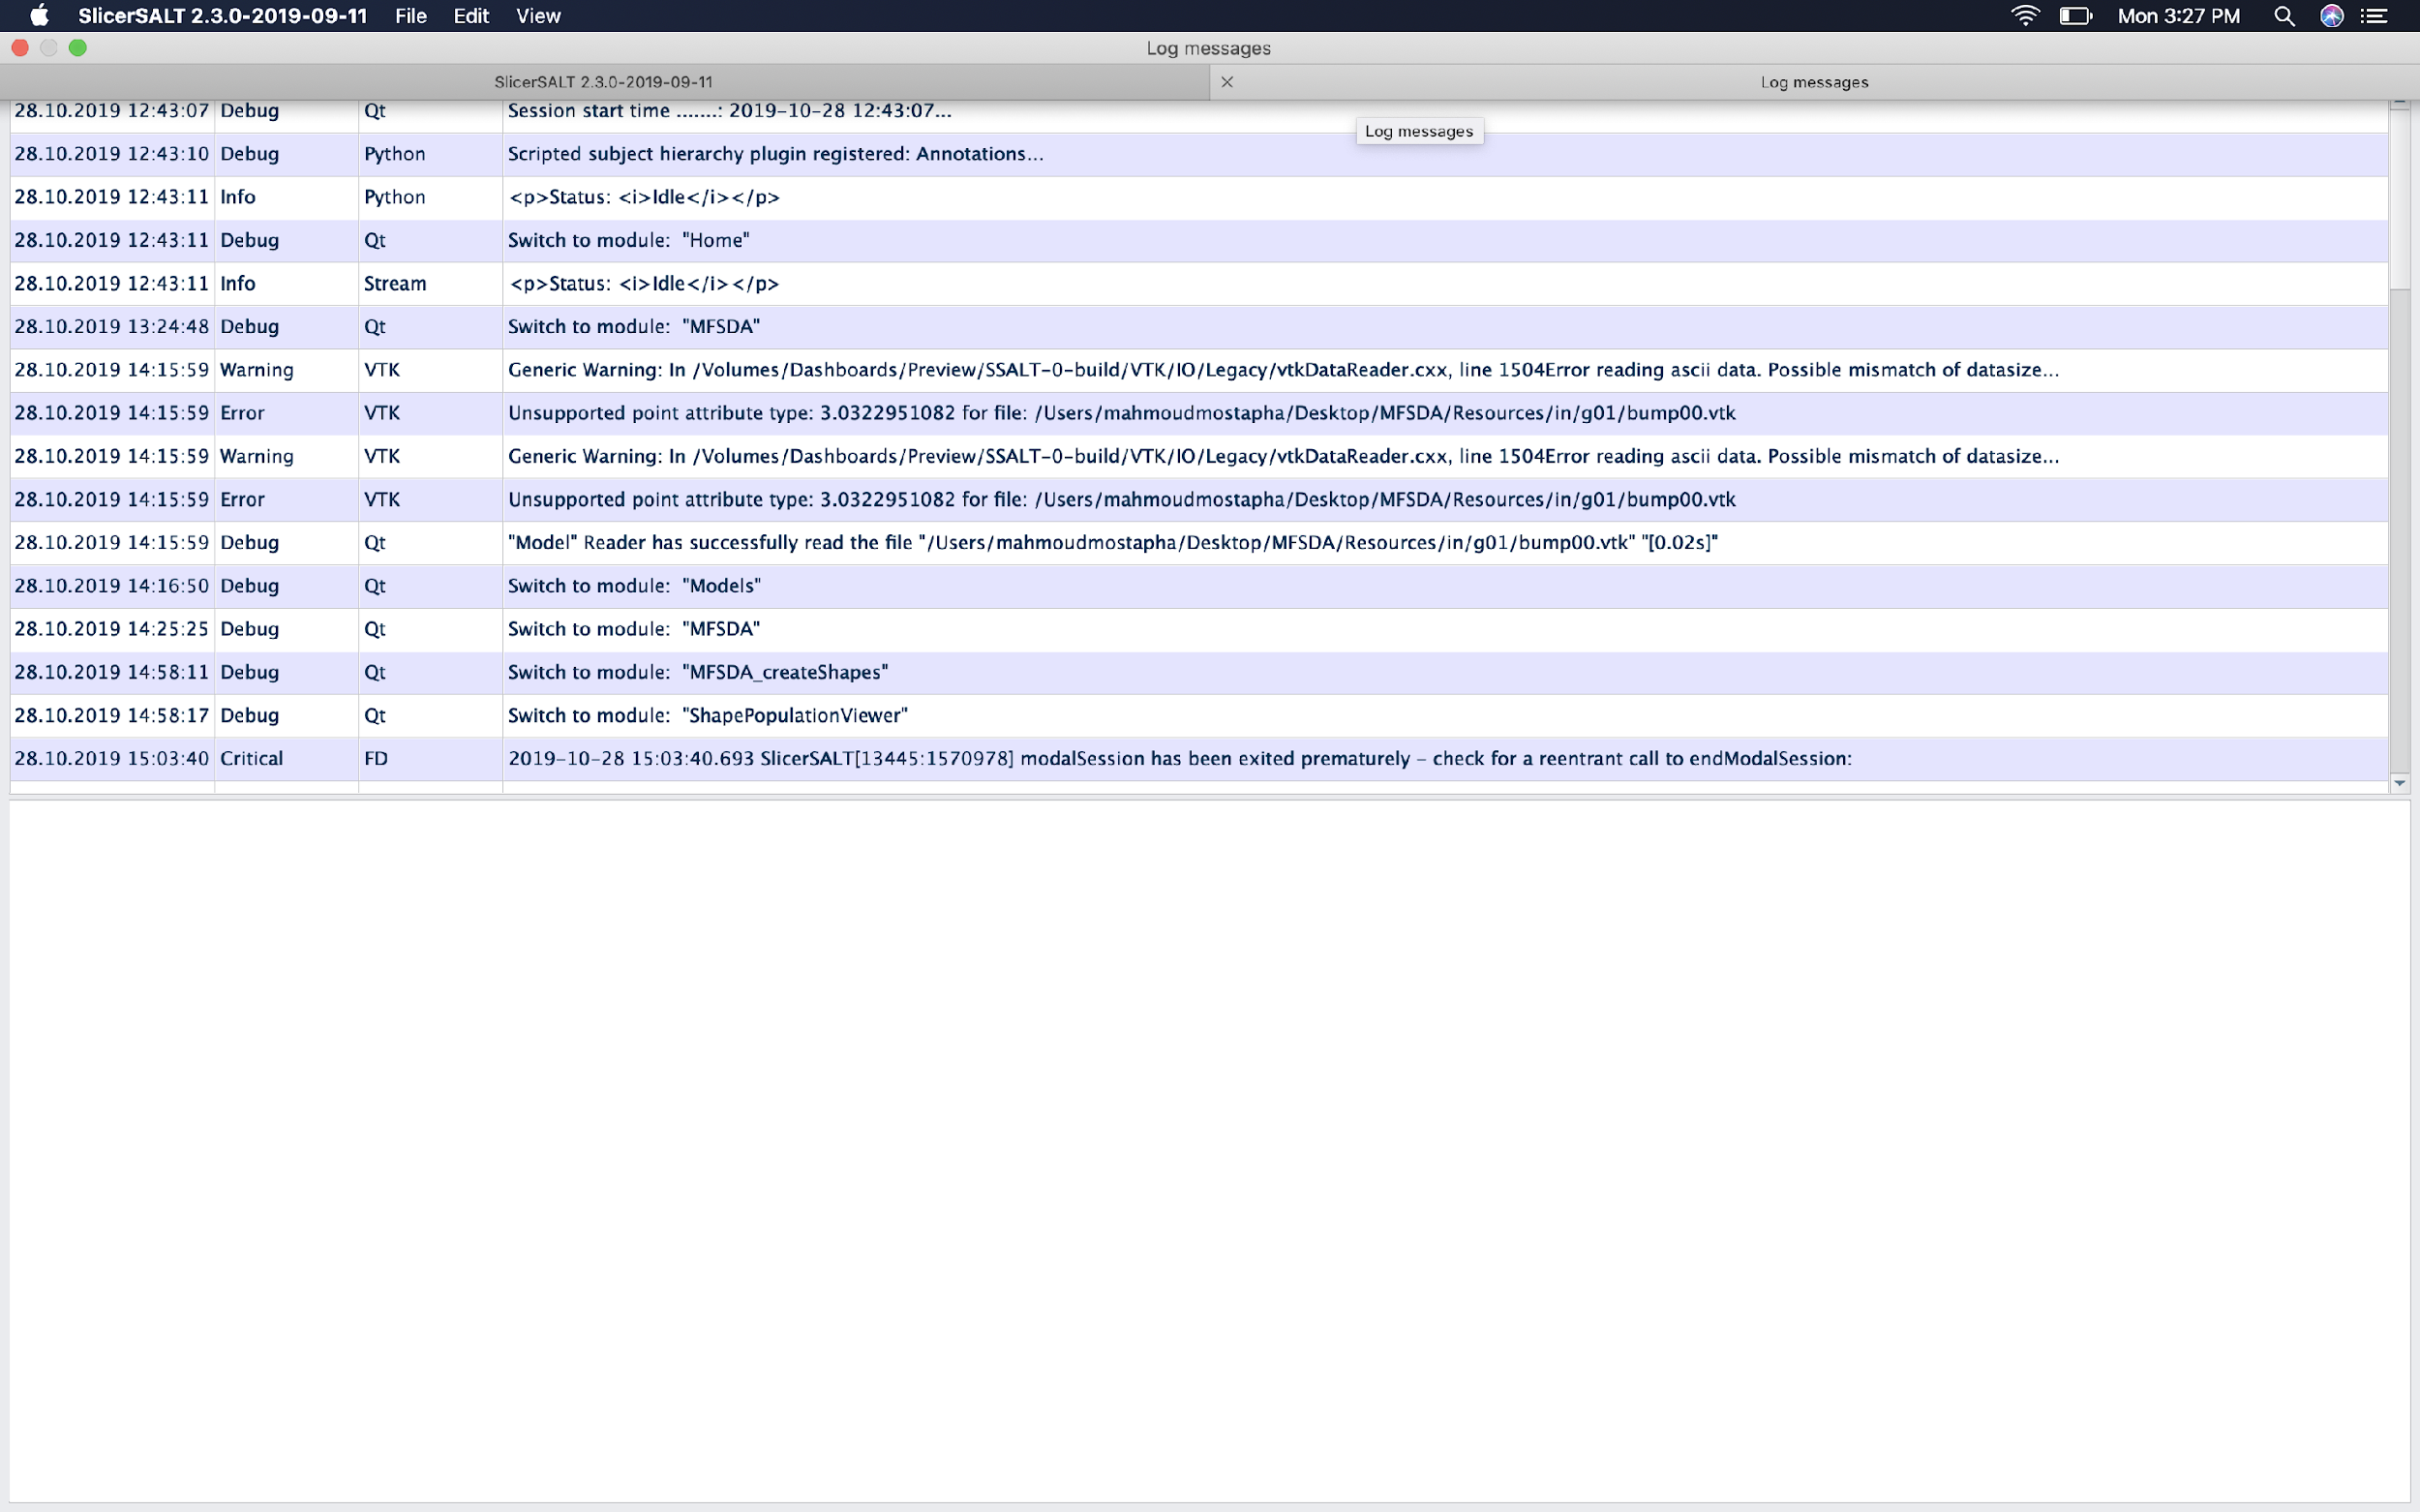 SlicerSALT 2.3.0-2019-09-11 File Edit View Mon 3:27 PM
Log messages
SlicerSALT 2.3.0-2019-09-11 Log messages
28.10.2019 12:43:07 Debug Qt Session start time .......: 2019-10-28 12:43:07...
Log messages
28.10.2019 12:43:10 Debug Python Scripted subject hierarchy plugin registered: Annotations...
28.10.2019 12:43:11 Info Python <p>Status: <i>Idle</i></p>
28.10.2019 12:43:11 Debug Qt Switch to module:  "Home"
28.10.2019 12:43:11 Info Stream <p>Status: <i>Idle</i></p>
28.10.2019 13:24:48 Debug Qt Switch to module:  "MFSDA"
28.10.2019 14:15:59 Warning VTK Generic Warning: In /Volumes/Dashboards/Preview/SSALT-0-build/VTK/IO/Legacy/vtkDataReader.cxx, line 1504Error reading ascii data. Possible mismatch of datasize...
28.10.2019 14:15:59 Error VTK Unsupported point attribute type: 3.0322951082 for file: /Users/mahmoudmostapha/Desktop/MFSDA/Resources/in/g01/bump00.vtk
28.10.2019 14:15:59 Warning VTK Generic Warning: In /Volumes/Dashboards/Preview/SSALT-0-build/VTK/IO/Legacy/vtkDataReader.cxx, line 1504Error reading ascii data. Possible mismatch of datasize...
28.10.2019 14:15:59 Error VTK Unsupported point attribute type: 3.0322951082 for file: /Users/mahmoudmostapha/Desktop/MFSDA/Resources/in/g01/bump00.vtk
28.10.2019 14:15:59 Debug Qt "Model" Reader has successfully read the file "/Users/mahmoudmostapha/Desktop/MFSDA/Resources/in/g01/bump00.vtk" "[0.02s]"
28.10.2019 14:16:50 Debug Qt Switch to module:  "Models"
28.10.2019 14:25:25 Debug Qt Switch to module:  "MFSDA"
28.10.2019 14:58:11 Debug Qt Switch to module:  "MFSDA_createShapes"
28.10.2019 14:58:17 Debug Qt Switch to module:  "ShapePopulationViewer"
28.10.2019 15:03:40 Critical FD 2019-10-28 15:03:40.693 SlicerSALT[13445:1570978] modalSession has been exited prematurely - check for a reentrant call to endModalSession: